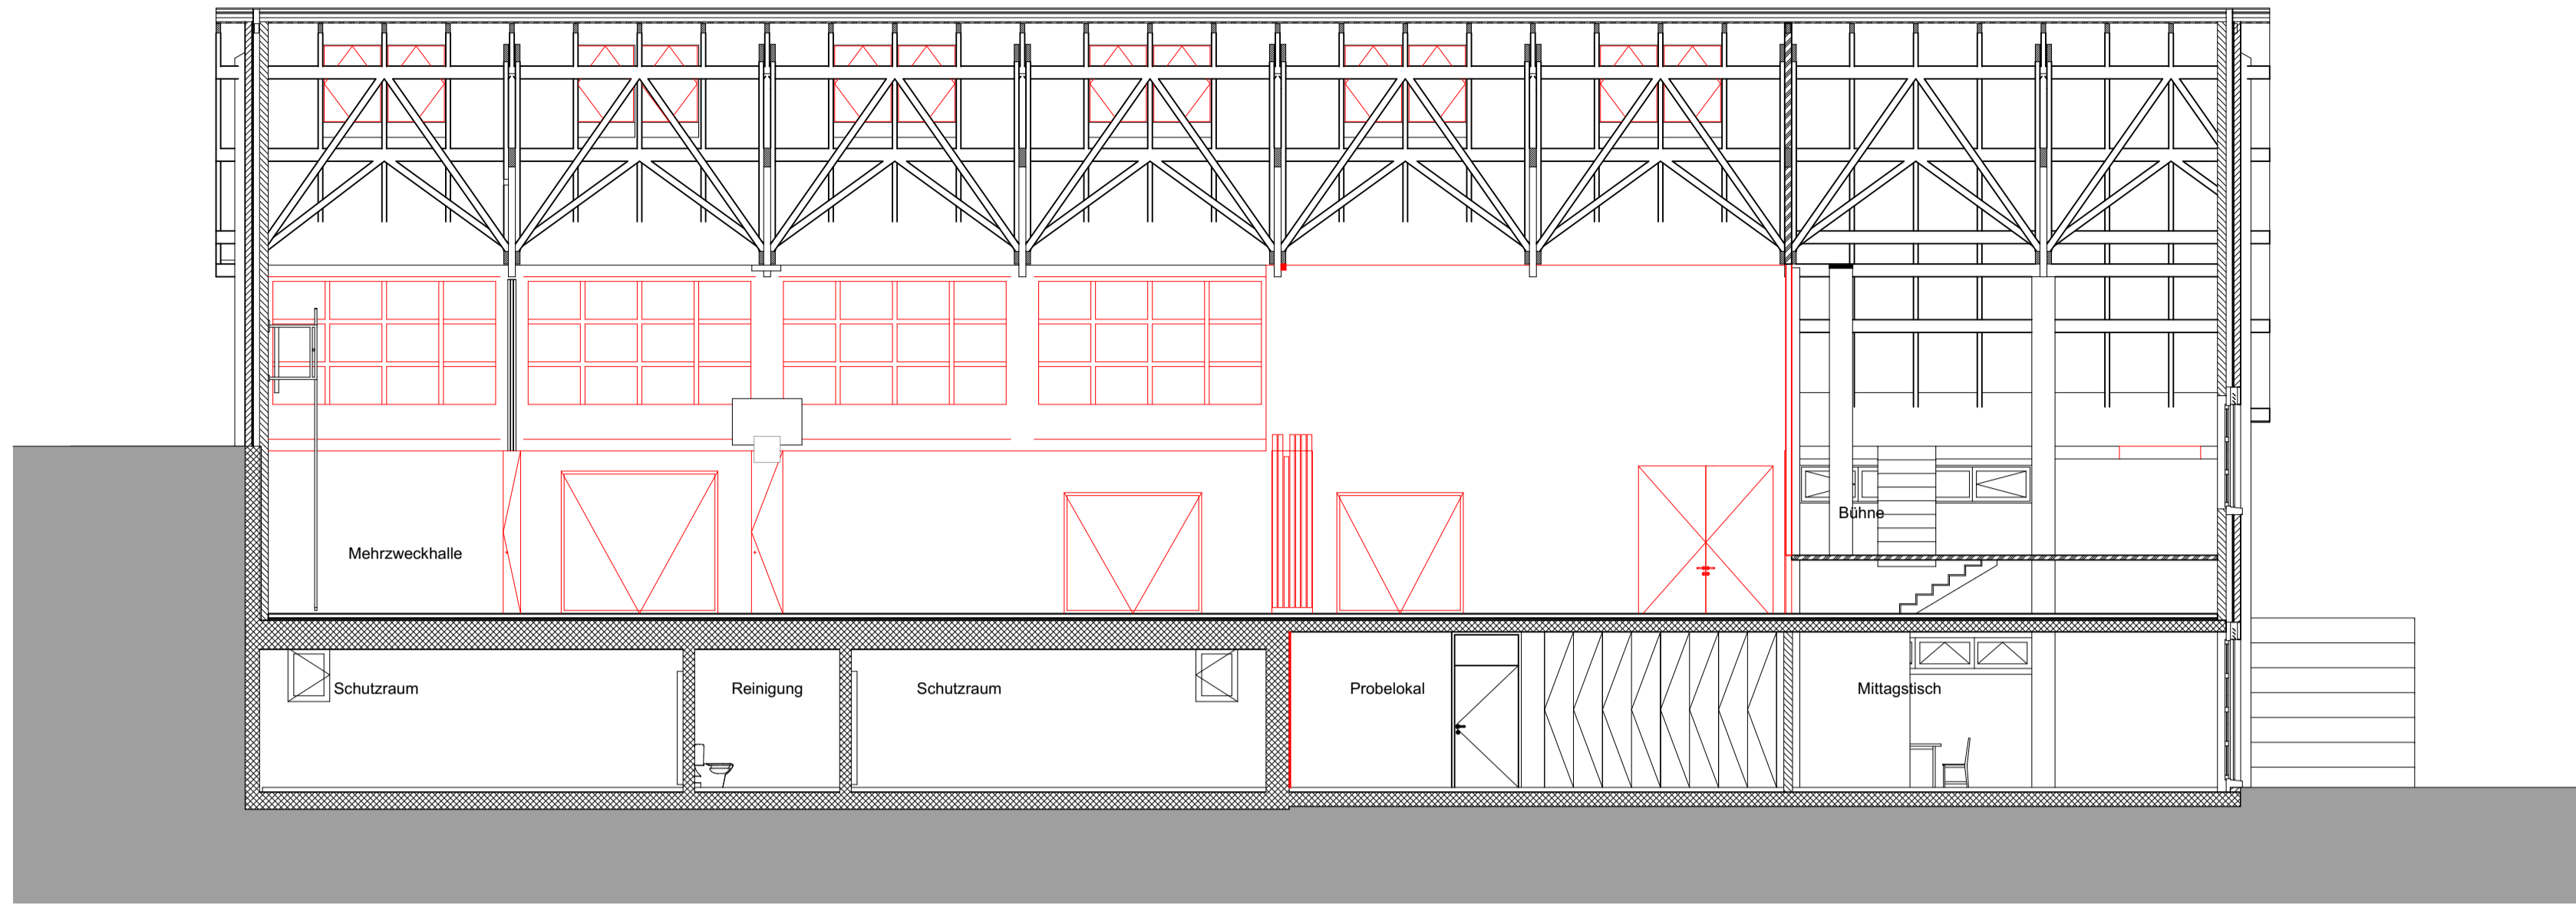 Bühne
Mehrzweckhalle
Schutzraum
Reinigung
Schutzraum
Probelokal
Mittagstisch